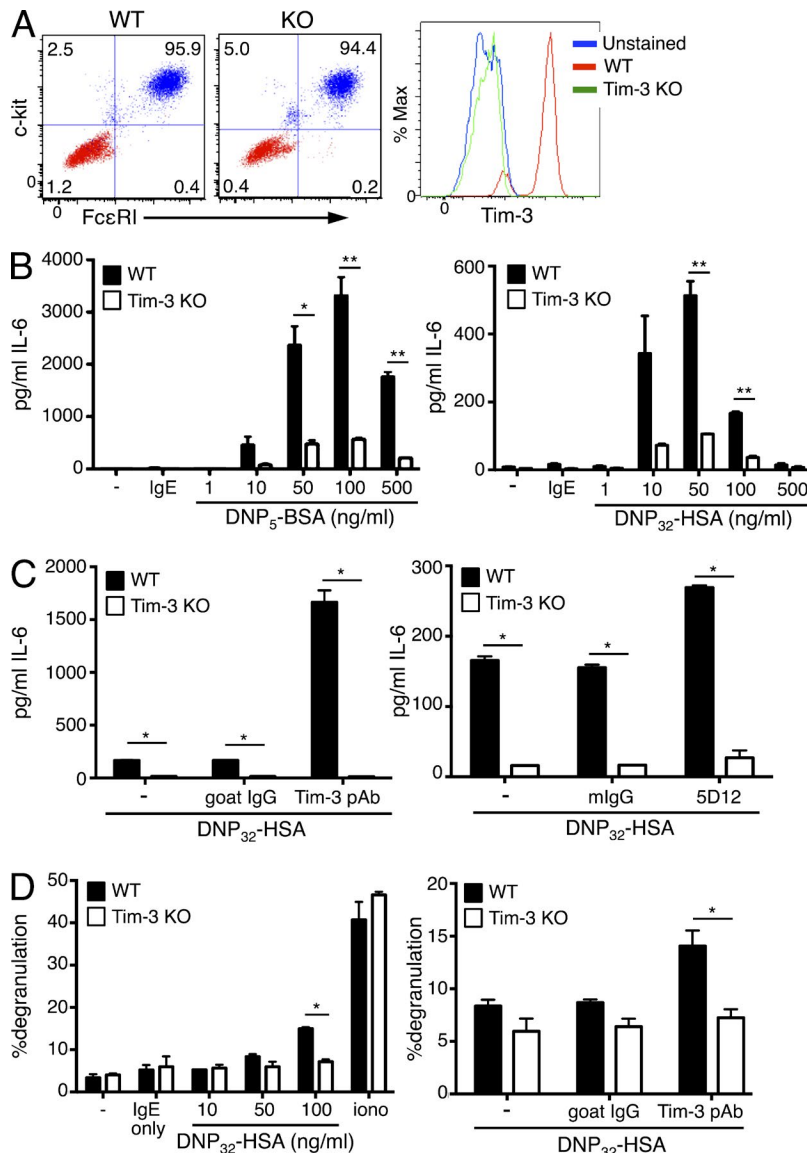 A
WT
KO
2.5
95.9
5.0
94.4
c-kit
0
1.2
0.4
0.4
0.2
0
0
FcεRI
% Max
Unstained
WT
Tim-3 KO
0
Tim-3
B
4000
3000
2000
1000
0
pg/ml IL-6
WT
Tim-3 KO
*
**
**
- IgE 1 10 50 100 500
DNP5-BSA (ng/ml)
600
400
200
0
pg/ml IL-6
WT
Tim-3 KO
**
**
- IgE 1 10 50 100 500
DNP32-HSA (ng/ml)
C
2000
1500
1000
500
0
pg/ml IL-6
WT
Tim-3 KO
*
*
*
- goat IgG Tim-3 pAb
DNP32-HSA
300
200
100
0
pg/ml IL-6
WT
Tim-3 KO
*
*
*
- mIgG 5D12
DNP32-HSA
D
50
40
30
20
10
0
%degranulation
WT
Tim-3 KO
*
- IgE only 10 50 100 iono
DNP32-HSA (ng/ml)
20
15
10
5
0
%degranulation
WT
Tim-3 KO
*
- goat IgG Tim-3 pAb
DNP32-HSA